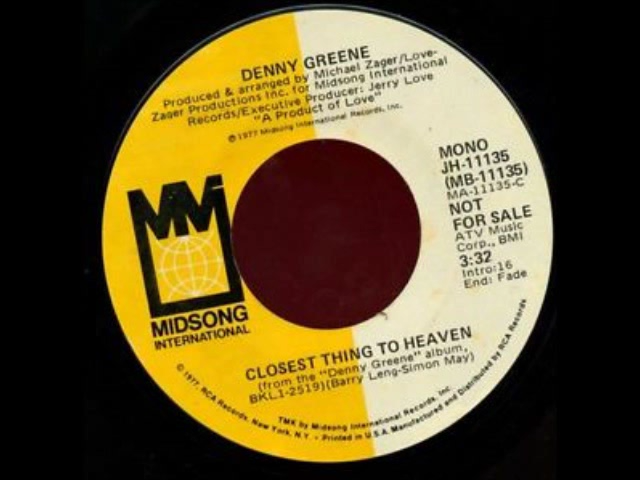 DENNY GREENE
Produced & arranged by Michael Zager/Love-
Zager Productions Inc. for Midsong International
Records/Executive Producer: Jerry Love
"A Product of Love"
℗ 1977 Midsong International Records, Inc.
MONO
JH-11135
(MB-11135)
MA-11135-C
NOT
FOR SALE
ATV Music
Corp., BMI
3:32
Intro:16
End: Fade
MIDSONG
INTERNATIONAL
CLOSEST THING TO HEAVEN
(from the "Denny Greene" album,
BKL1-2519)(Barry Leng-Simon May)
© 1977, RCA Records, New York, N.Y. - Printed in U.S.A. Manufactured and Distributed by RCA Records
TMK by Midsong International Records, Inc.